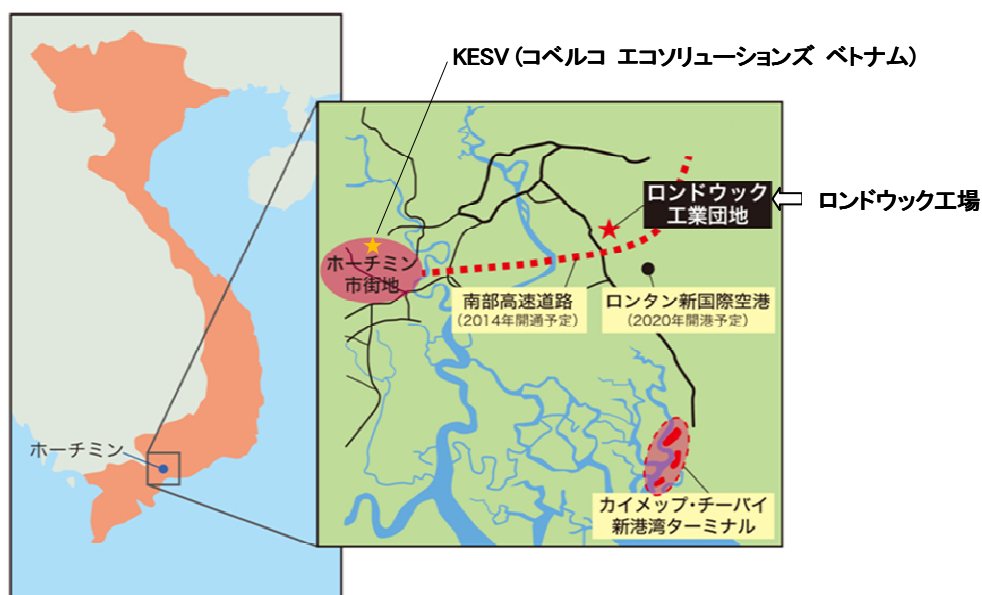 KESV (コベルコ エコソリューションズ ベトナム)
ロンドウック
工業団地
ロンドウック工場
ホーチミン
市街地
南部高速道路
(2014年開通予定)
ロンタン新国際空港
(2020年開港予定)
ホーチミン
カイメップ・チーバイ
新港湾ターミナル